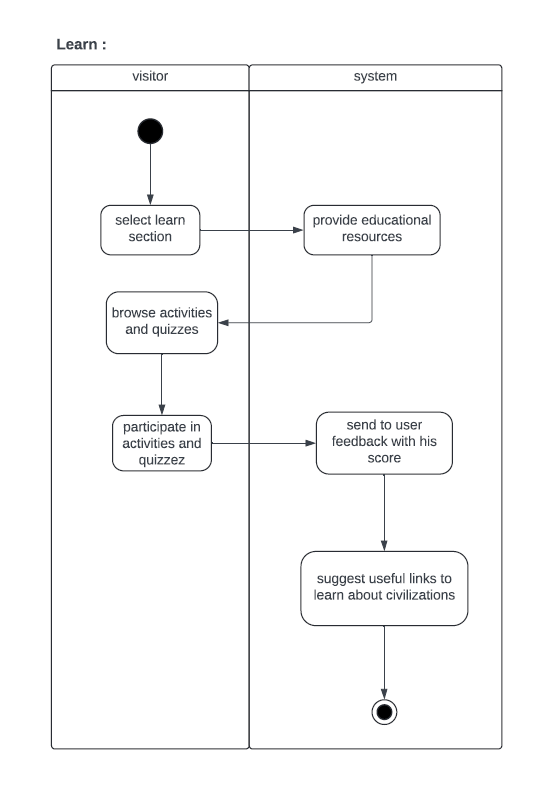 Learn :
visitor
system
select learn
section
provide educational
resources
browse activities
and quizzes
participate in
activities and
quizzez
send to user
feedback with his
score
suggest useful links to
learn about civilizations